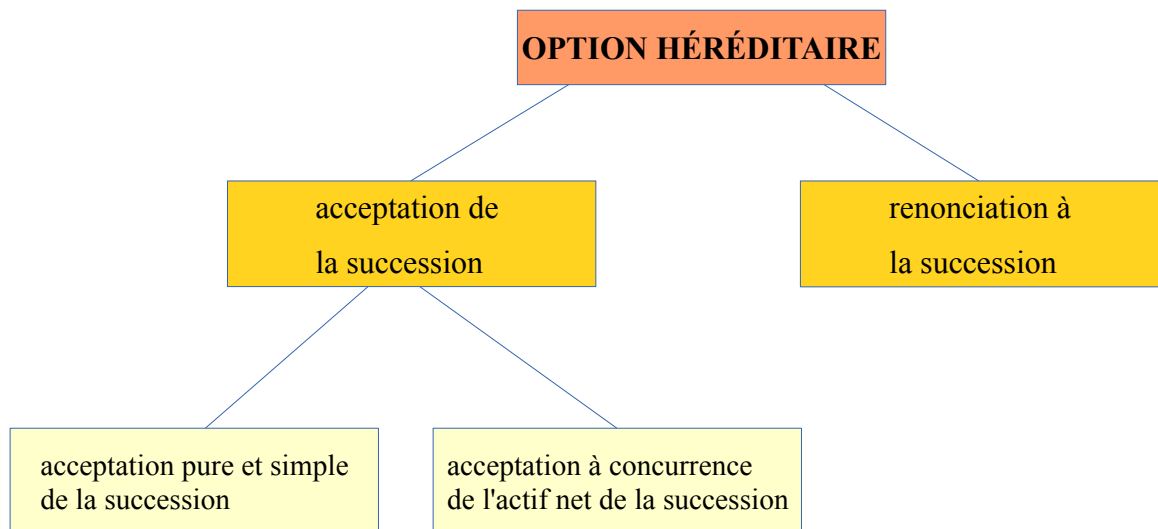 OPTION HÉRÉDITAIRE
acceptation de
la succession
renonciation à
la succession
acceptation pure et simple
de la succession
acceptation à concurrence
de l'actif net de la succession